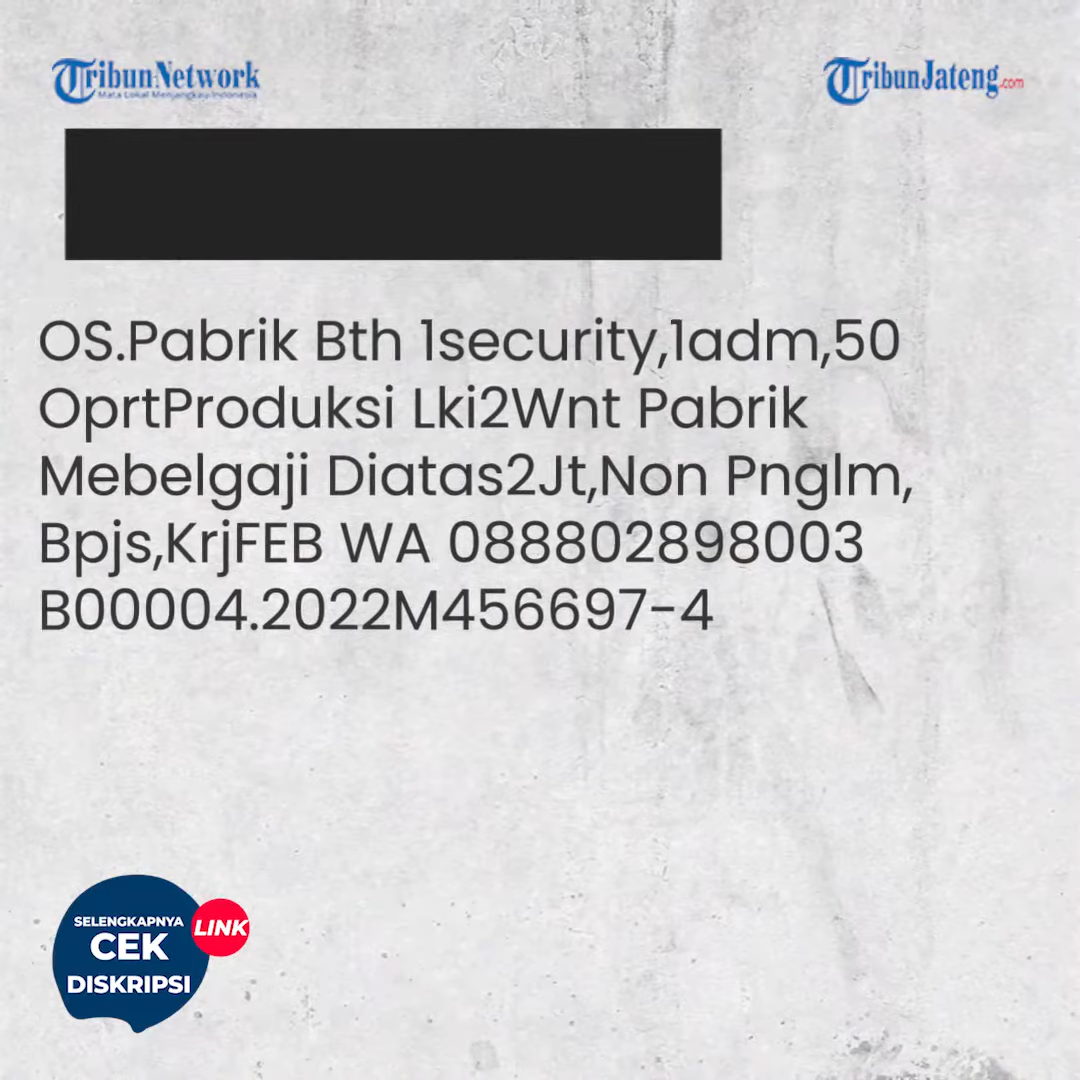 TribunNetwork
Mata Lokal Menjangkau Indonesia
TribunJateng.com
OS.Pabrik Bth 1security,1adm,50
OprtProduksi Lki2Wnt Pabrik
Mebelgaji Diatas2Jt,Non Pnglm,
Bpjs,KrjFEB WA 088802898003
B00004.2022M456697-4
SELENGKAPNYA
CEK
DISKRIPSI
LINK